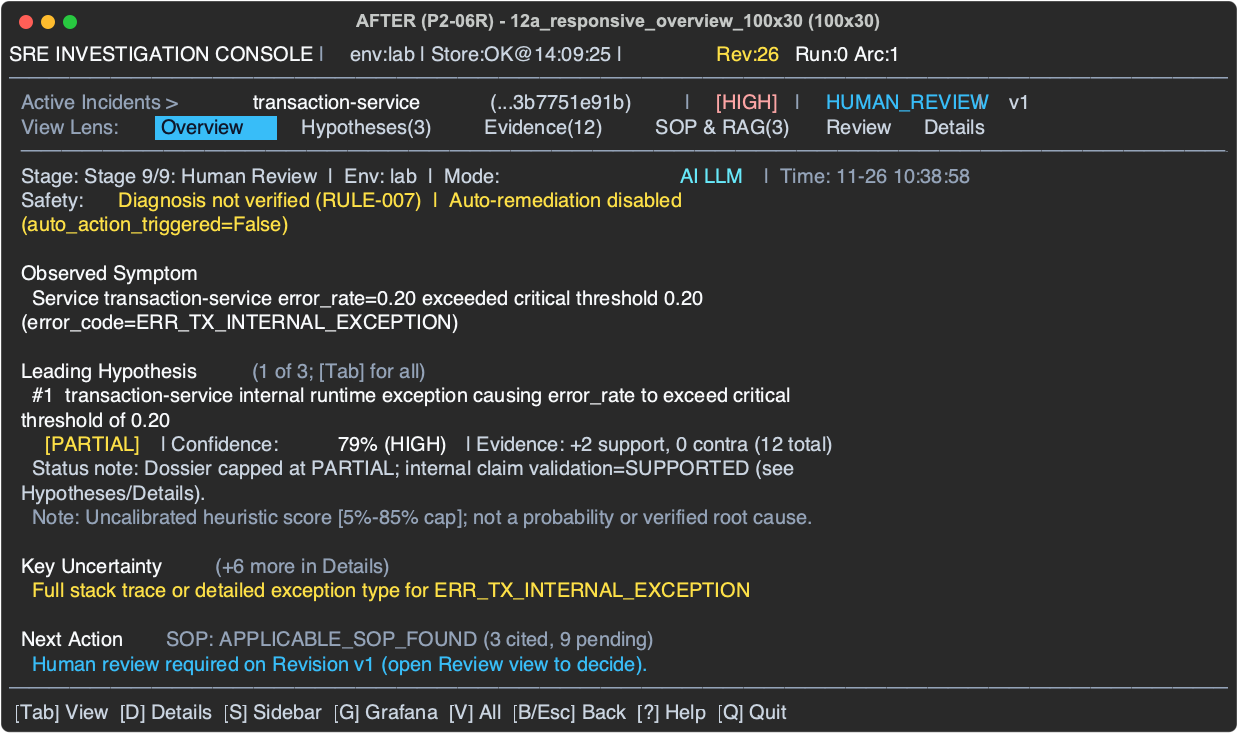 AFTER (P2-06R) - 12a_responsive_overview_100x30 (100x30)
SRE INVESTIGATION CONSOLE | env:lab | Store:OK@14:09:25 | Rev:26 Run:0 Arc:1
Active Incidents > transaction-service (...3b7751e91b) | [HIGH] | HUMAN_REVIEW v1
View Lens: Overview Hypotheses(3) Evidence(12) SOP & RAG(3) Review Details
Stage: Stage 9/9: Human Review | Env: lab | Mode: AI LLM | Time: 11-26 10:38:58
Safety: Diagnosis not verified (RULE-007) | Auto-remediation disabled
(auto_action_triggered=False)
Observed Symptom
Service transaction-service error_rate=0.20 exceeded critical threshold 0.20
(error_code=ERR_TX_INTERNAL_EXCEPTION)
Leading Hypothesis (1 of 3; [Tab] for all)
#1 transaction-service internal runtime exception causing error_rate to exceed critical
threshold of 0.20
[PARTIAL] | Confidence: 79% (HIGH) | Evidence: +2 support, 0 contra (12 total)
Status note: Dossier capped at PARTIAL; internal claim validation=SUPPORTED (see
Hypotheses/Details).
Note: Uncalibrated heuristic score [5%-85% cap]; not a probability or verified root cause.
Key Uncertainty (+6 more in Details)
Full stack trace or detailed exception type for ERR_TX_INTERNAL_EXCEPTION
Next Action SOP: APPLICABLE_SOP_FOUND (3 cited, 9 pending)
Human review required on Revision v1 (open Review view to decide).
[Tab] View [D] Details [S] Sidebar [G] Grafana [V] All [B/Esc] Back [?] Help [Q] Quit